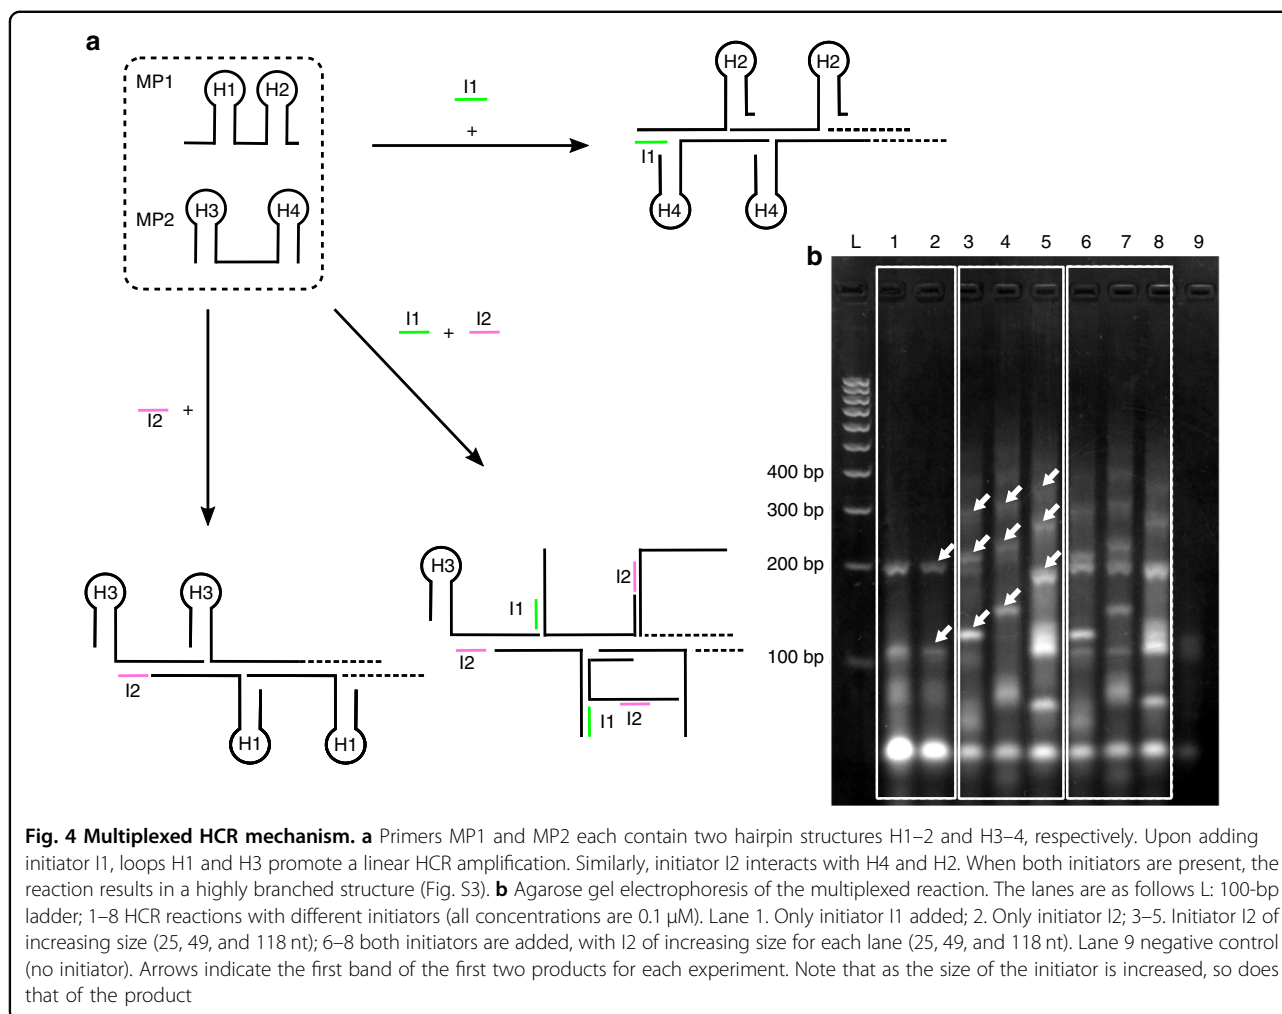 a
MP1
H1 H2
MP2
H3 H4
I1
+
H2 H2
I1
H4 H4
I1 + I2
I2 +
H3 H3
I2
H1 H1
H3
I1
I2
I2
I1
I2
b
L 1 2 3 4 5 6 7 8 9
400 bp
300 bp
200 bp
100 bp
Fig. 4 Multiplexed HCR mechanism. a Primers MP1 and MP2 each contain two hairpin structures H1–2 and H3–4, respectively. Upon adding
initiator I1, loops H1 and H3 promote a linear HCR amplification. Similarly, initiator I2 interacts with H4 and H2. When both initiators are present, the
reaction results in a highly branched structure (Fig. S3). b Agarose gel electrophoresis of the multiplexed reaction. The lanes are as follows L: 100-bp
ladder; 1–8 HCR reactions with different initiators (all concentrations are 0.1 µM). Lane 1. Only initiator I1 added; 2. Only initiator I2; 3–5. Initiator I2 of
increasing size (25, 49, and 118 nt); 6–8 both initiators are added, with I2 of increasing size for each lane (25, 49, and 118 nt). Lane 9 negative control
(no initiator). Arrows indicate the first band of the first two products for each experiment. Note that as the size of the initiator is increased, so does
that of the product